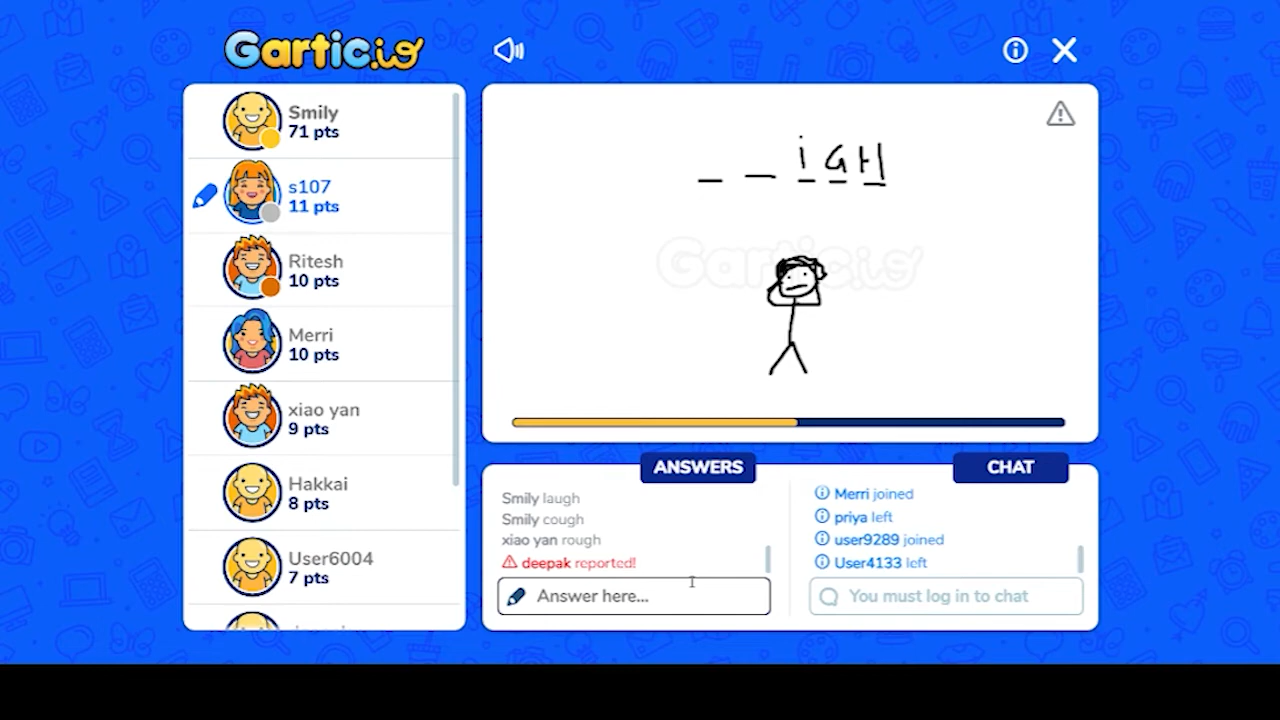 Gartic.io
Smily
71 pts
s107
11 pts
Ritesh
10 pts
Merri
10 pts
xiao yan
9 pts
Hakkai
8 pts
User6004
7 pts
_ _ i G H
Gartic.io
ANSWERS
Smily laugh
Smily cough
xiao yan rough
deepak reported!
Answer here...
CHAT
Merri joined
priya left
user9289 joined
User4133 left
You must log in to chat